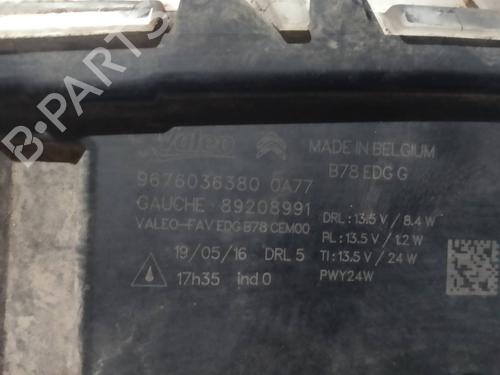 B-PARTS
Valeo
MADE IN BELGIUM
B78 EDG G
9676036380 0A77
GAUCHE 89208991
VALEO-FAV EDG B78 CEM00
19/05/16 DRL 5
17h35 ind 0
DRL : 13.5 V / 8.4 W
PL : 13.5 V / 1.2 W
TI : 13.5 V / 24 W
PWY24W